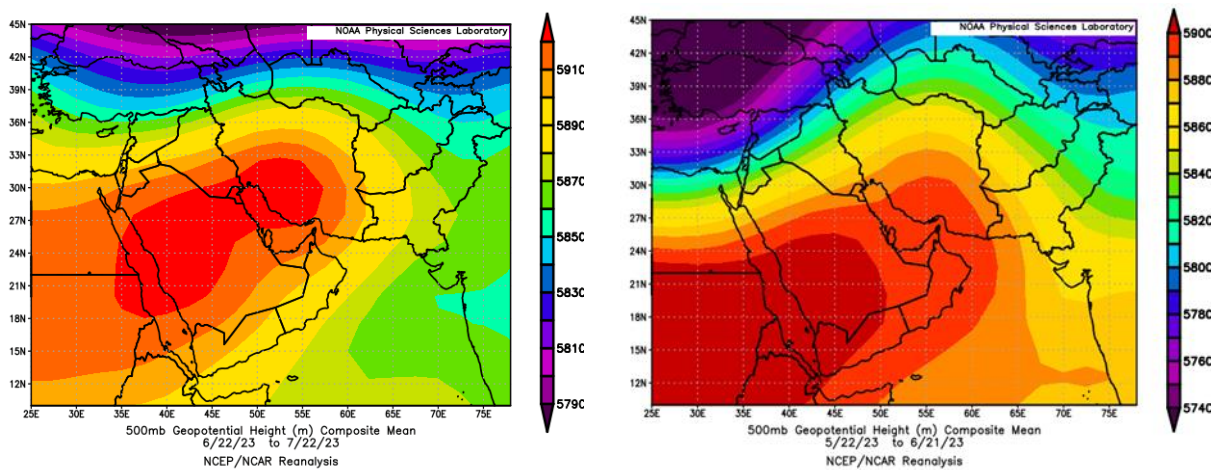 NOAA Physical Sciences Laboratory
45N
42N
39N
36N
33N
30N
27N
24N
21N
18N
15N
12N
25E 30E 35E 40E 45E 50E 55E 60E 65E 70E 75E
5910
5890
5870
5850
5830
5810
5790
500mb Geopotential Height (m) Composite Mean
6/22/23 to 7/22/23
NCEP/NCAR Reanalysis
NOAA Physical Sciences Laboratory
45N
42N
39N
36N
33N
30N
27N
24N
21N
18N
15N
12N
25E 30E 35E 40E 45E 50E 55E 60E 65E 70E 75E
5900
5880
5860
5840
5820
5800
5780
5760
5740
500mb Geopotential Height (m) Composite Mean
5/22/23 to 6/21/23
NCEP/NCAR Reanalysis